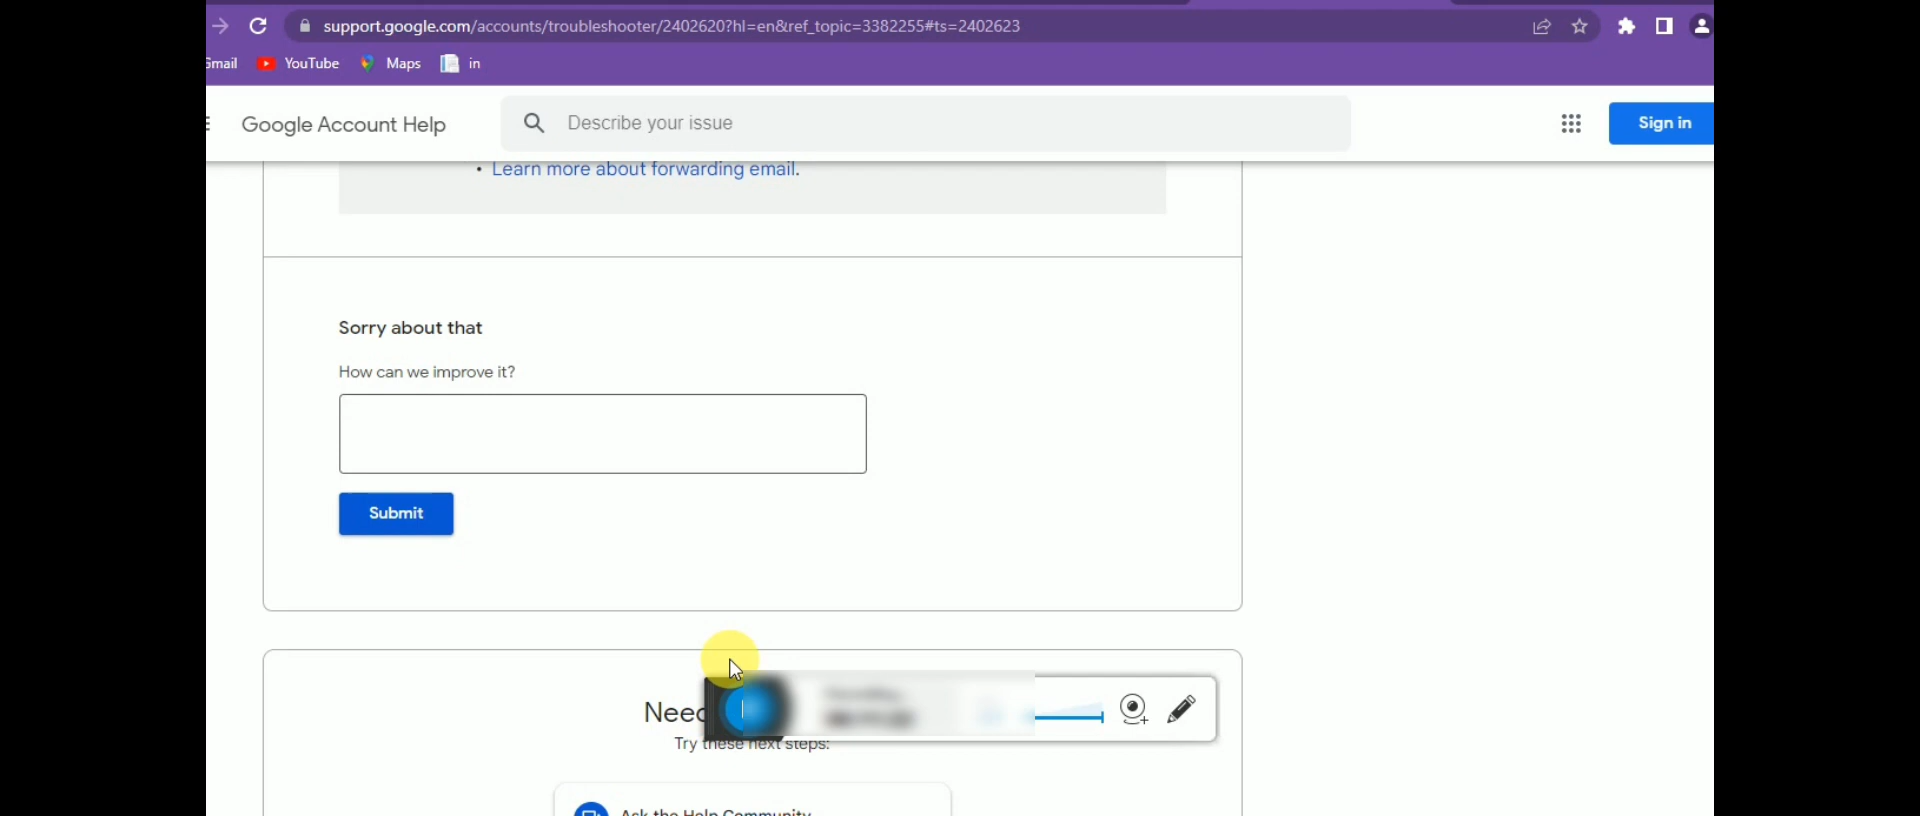 support.google.com/accounts/troubleshooter/2402620?hl=en&ref_topic=3382255#ts=2402623
Gmail YouTube Maps in
Google Account Help Describe your issue Sign in
• Learn more about forwarding email.
Sorry about that
How can we improve it?
Submit
Need
Try these next steps:
Ask the Help Community